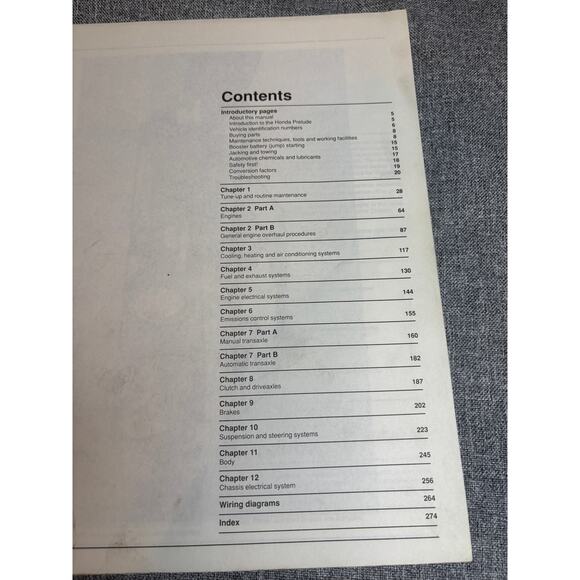 Contents
Introductory pages
About this manual 5
Introduction to the Honda Prelude 5
Vehicle identification numbers 6
Buying parts 8
Maintenance techniques, tools and working facilities 8
Booster battery (jump) starting 15
Jacking and towing 15
Automotive chemicals and lubricants 17
Safety first! 18
Conversion factors 19
Troubleshooting 20
Chapter 1
Tune-up and routine maintenance 28
Chapter 2 Part A
Engines 64
Chapter 2 Part B
General engine overhaul procedures 87
Chapter 3
Cooling, heating and air conditioning systems 117
Chapter 4
Fuel and exhaust systems 130
Chapter 5
Engine electrical systems 144
Chapter 6
Emissions control systems 155
Chapter 7 Part A
Manual transaxle 160
Chapter 7 Part B
Automatic transaxle 182
Chapter 8
Clutch and driveaxles 187
Chapter 9
Brakes 202
Chapter 10
Suspension and steering systems 223
Chapter 11
Body 245
Chapter 12
Chassis electrical system 256
Wiring diagrams 264
Index 274